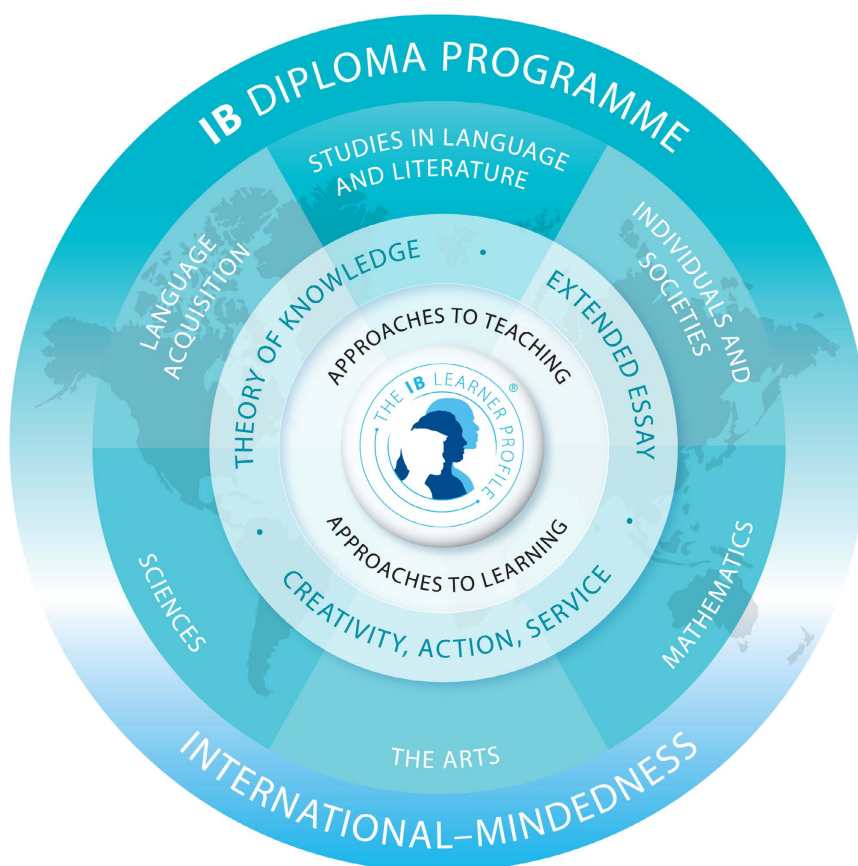 IB DIPLOMA PROGRAMME
STUDIES IN LANGUAGE
AND LITERATURE
LANGUAGE
ACQUISITION
INDIVIDUALS AND
SOCIETIES
THEORY OF KNOWLEDGE
·
EXTENDED ESSAY
APPROACHES TO TEACHING
• THE IB LEARNER PROFILE •
®
APPROACHES TO LEARNING
· CREATIVITY, ACTION, SERVICE ·
SCIENCES
MATHEMATICS
THE ARTS
INTERNATIONAL–MINDEDNESS